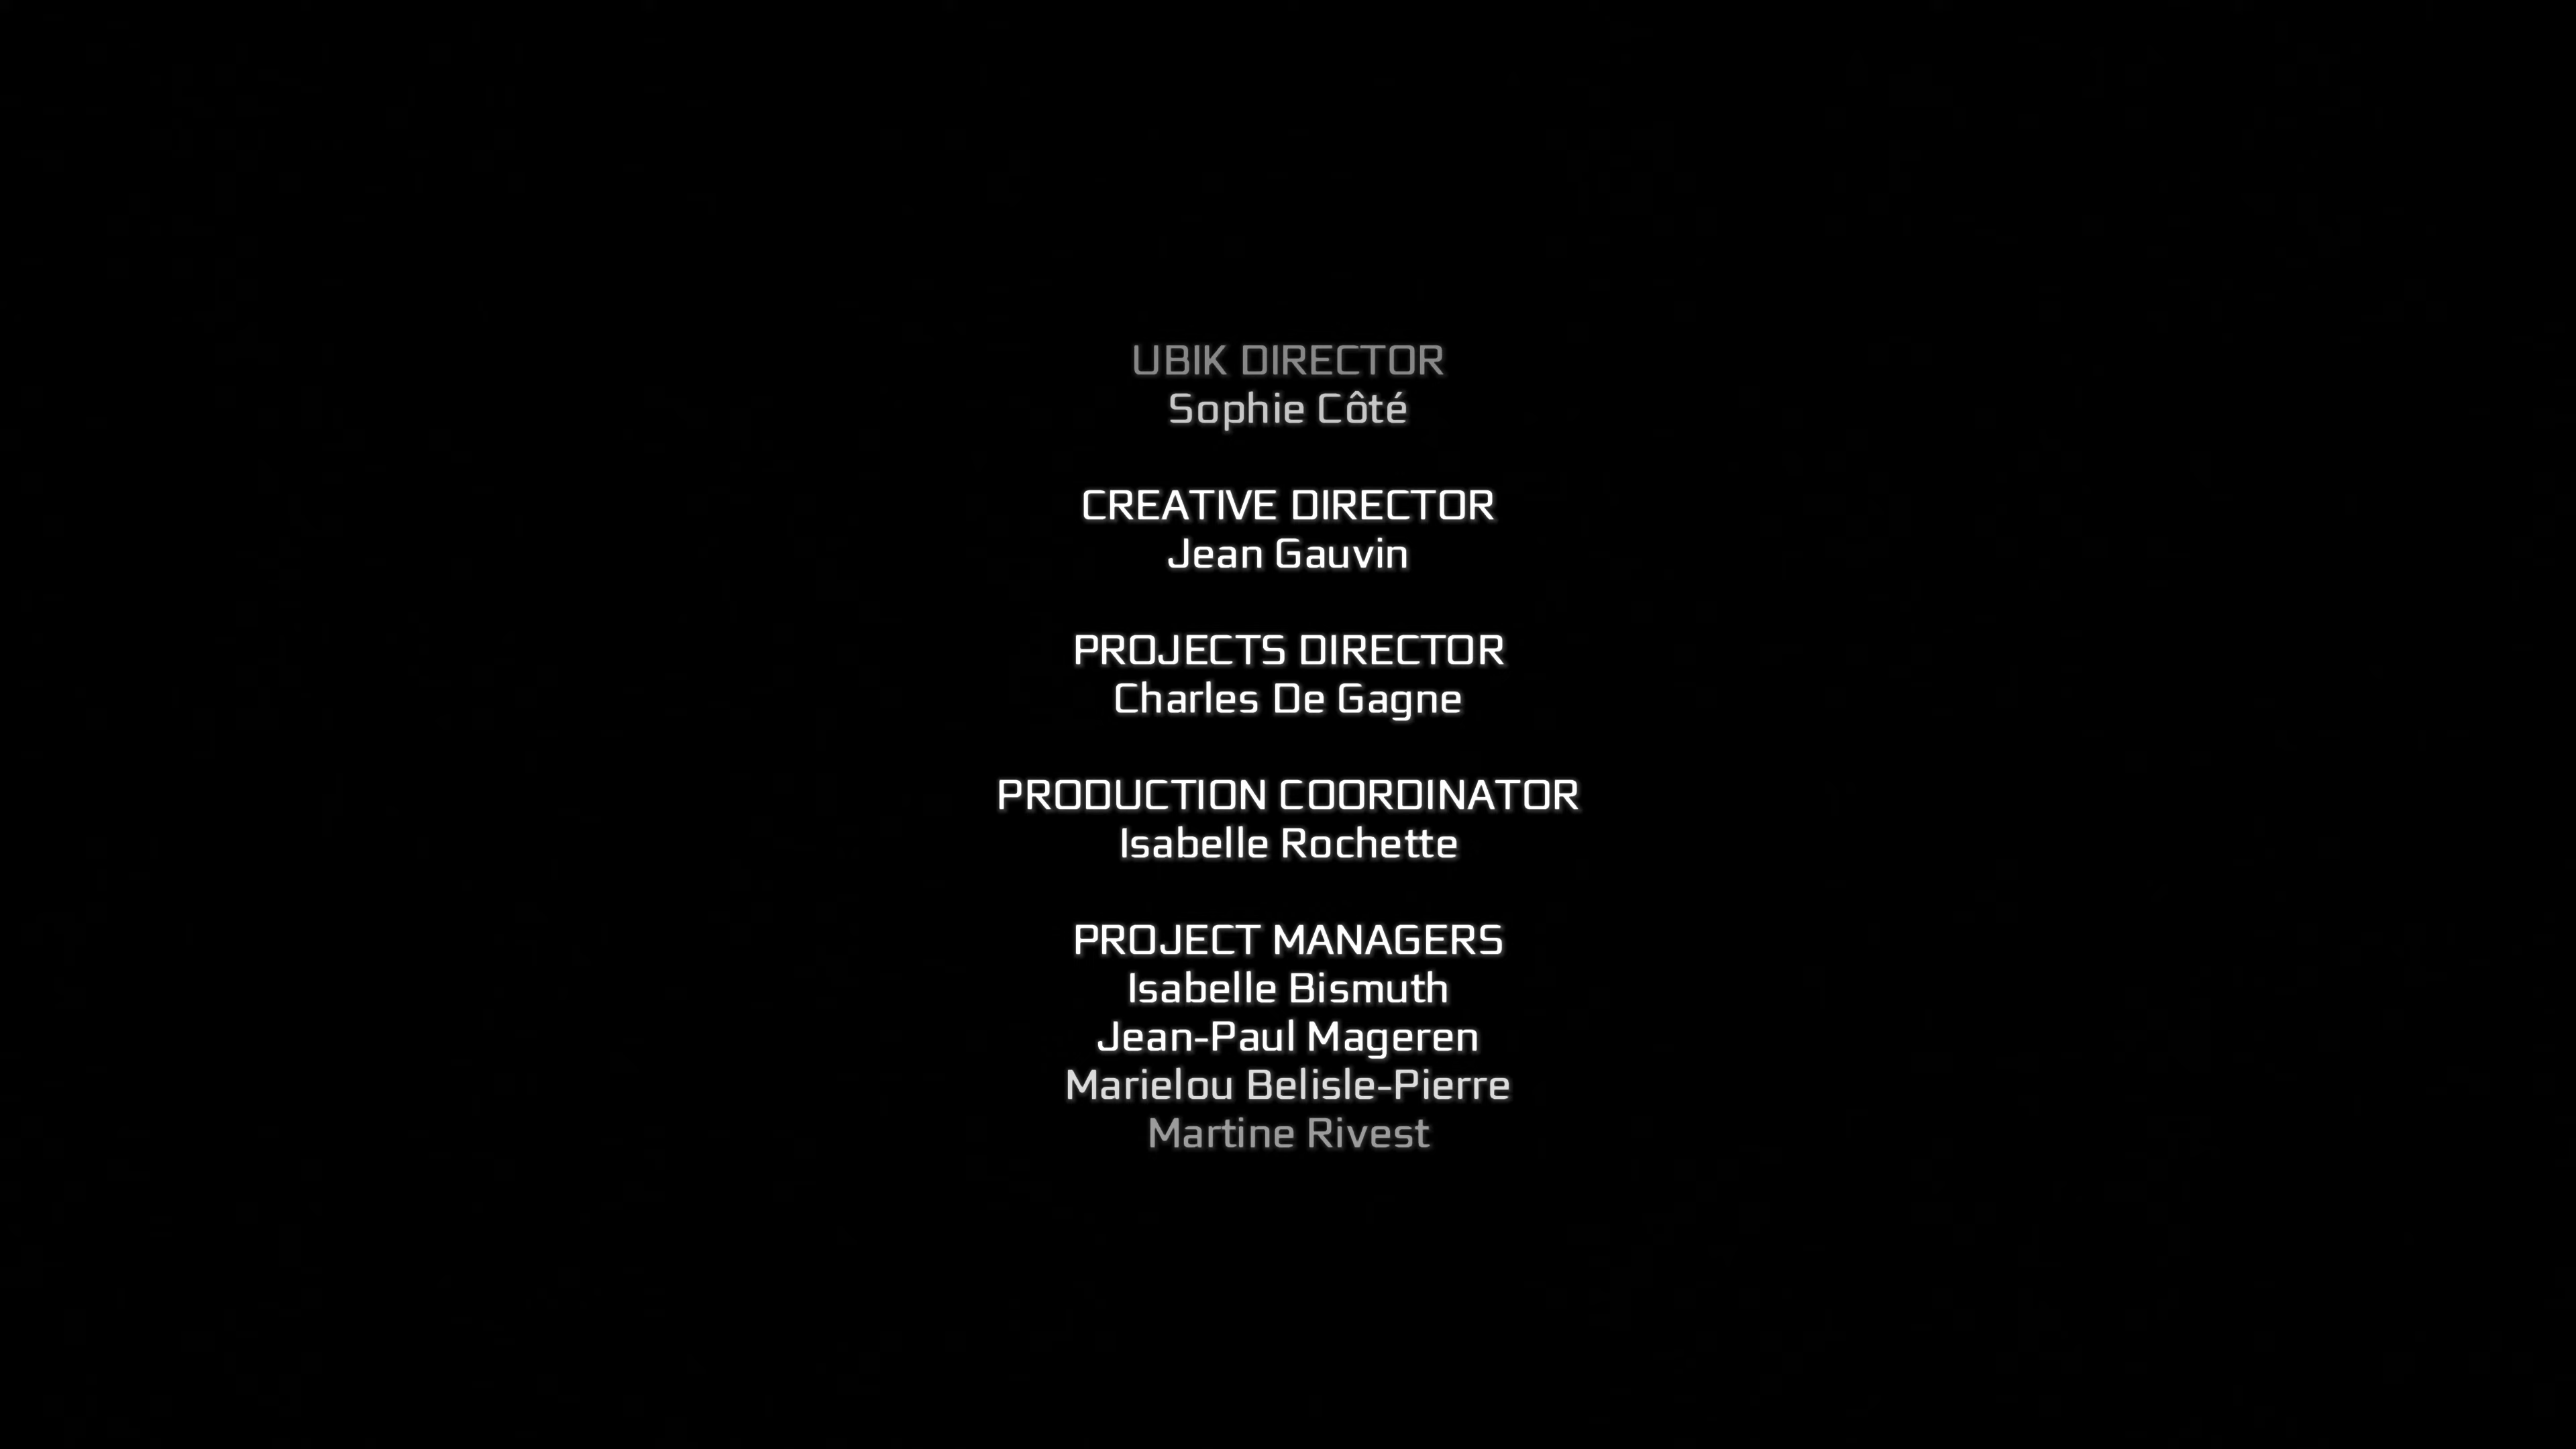 UBIK DIRECTOR
Sophie Côté
CREATIVE DIRECTOR
Jean Gauvin
PROJECTS DIRECTOR
Charles De Gagne
PRODUCTION COORDINATOR
Isabelle Rochette
PROJECT MANAGERS
Isabelle Bismuth
Jean-Paul Mageren
Marielou Belisle-Pierre
Martine Rivest